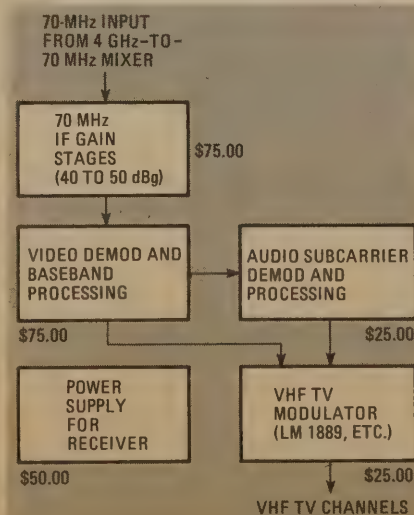 70-MHz INPUT
FROM 4 GHz-TO-
70 MHz MIXER
70 MHz
IF GAIN
STAGES
(40 TO 50 dBg)
$75.00
VIDEO DEMOD AND
BASEBAND
PROCESSING
$75.00
AUDIO SUBCARRIER
DEMOD AND
PROCESSING
$25.00
POWER
SUPPLY
FOR
RECEIVER
$50.00
VHF TV
MODULATOR
(LM 1889, ETC.)
$25.00
VHF TV CHANNELS